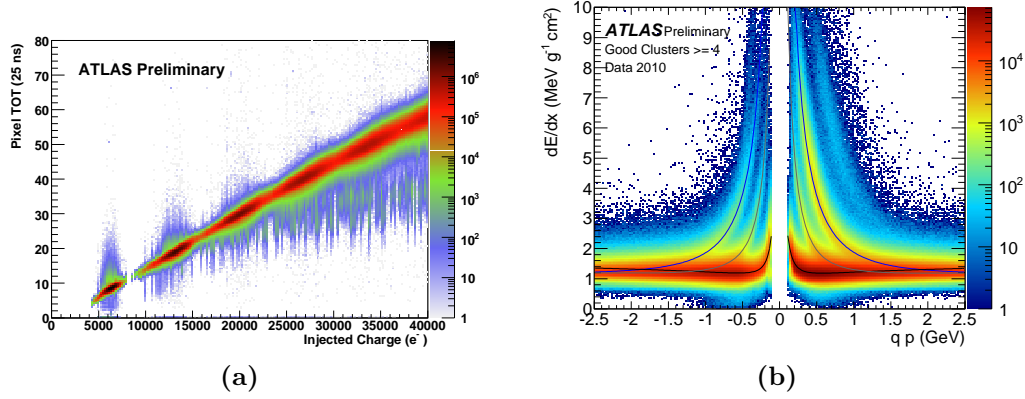 Pixel TOT (25 ns)
80
70
60
50
40
30
20
10
0
ATLAS Preliminary
0 5000 10000 15000 20000 25000 30000 35000 40000
Injected Charge (e⁻)
10⁶
10⁵
10⁴
10³
10²
10
1
(a)
dE/dx (MeV g⁻¹ cm²)
10
9
8
7
6
5
4
3
2
1
0
ATLAS Preliminary
Good Clusters >= 4
Data 2010
-2.5 -2 -1.5 -1 -0.5 0 0.5 1 1.5 2 2.5
q p (GeV)
10⁴
10³
10²
10
1
(b)